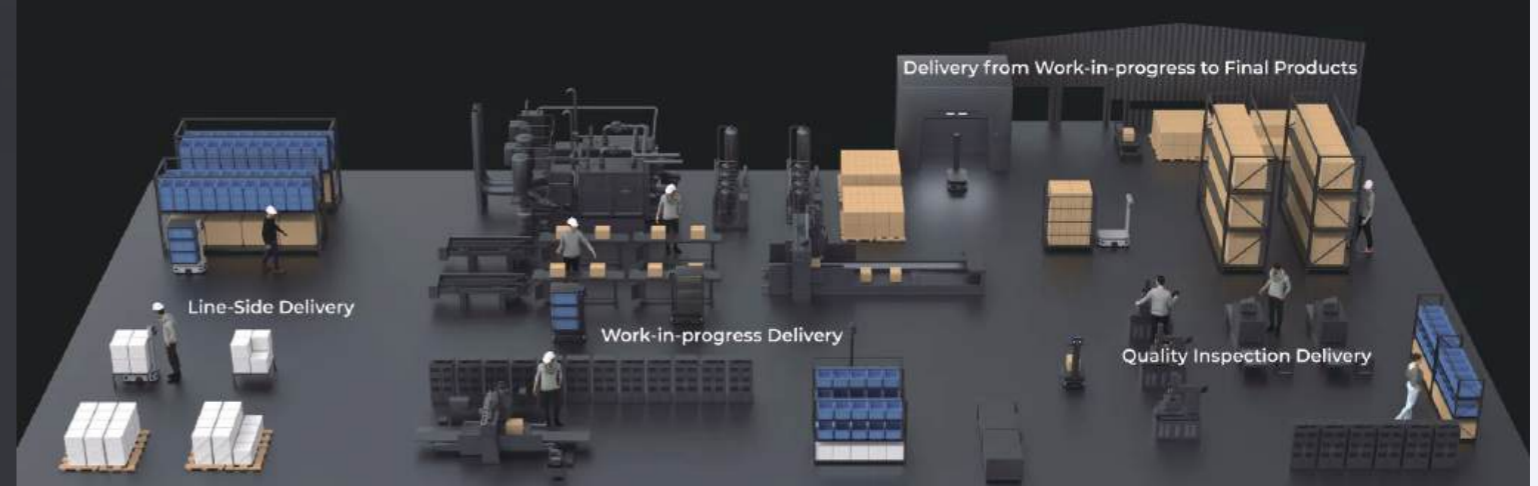 Delivery from Work-in-progress to Final Products
Line-Side Delivery
Work-in-progress Delivery
Quality Inspection Delivery